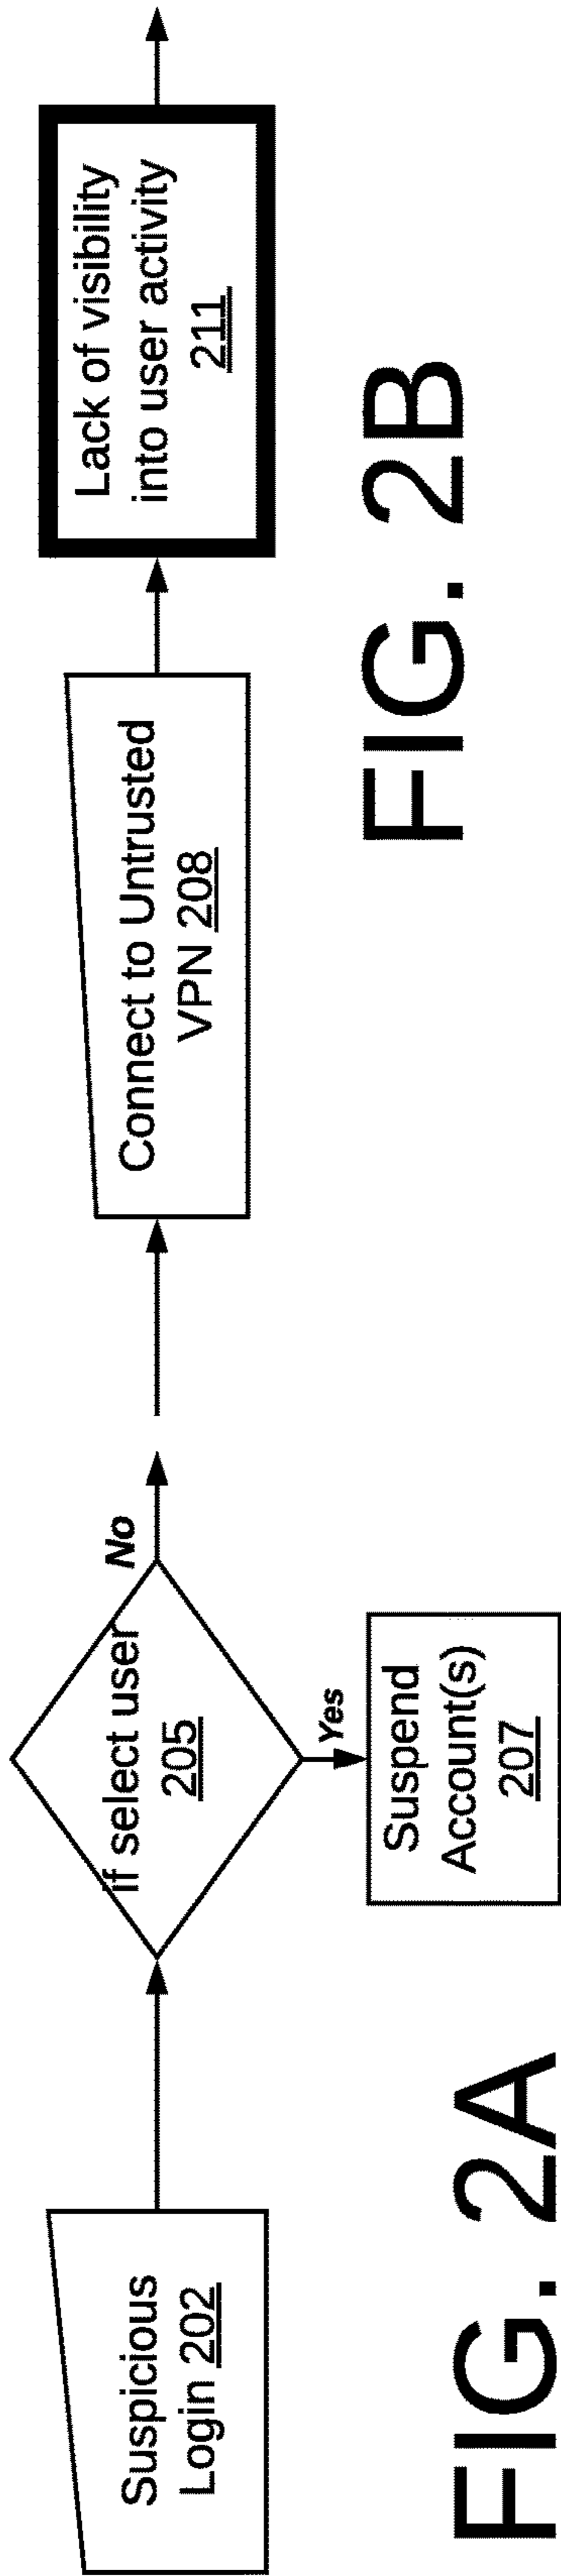 Suspicious
Login 202
if select user
205
No
Yes
Suspend
Account(s)
207
FIG. 2A
Connect to Untrusted
VPN 208
Lack of visibility
into user activity
211
FIG. 2B